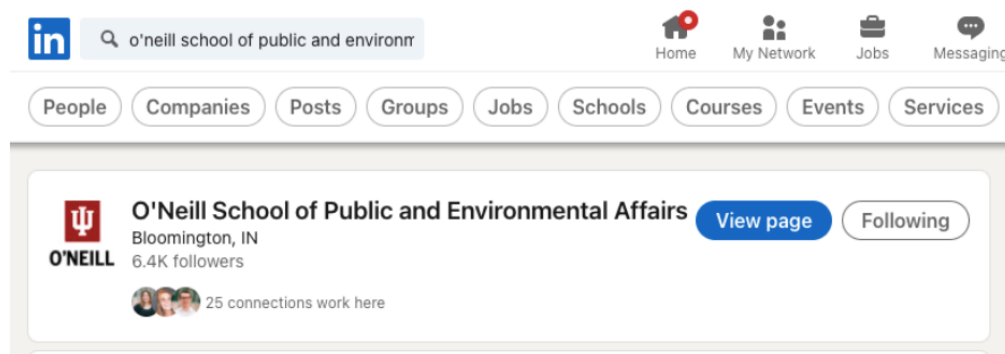 in
o'neill school of public and environm
Home
My Network
Jobs
Messaging
People
Companies
Posts
Groups
Jobs
Schools
Courses
Events
Services
O'NEILL
O'Neill School of Public and Environmental Affairs
Bloomington, IN
6.4K followers
25 connections work here
View page
Following